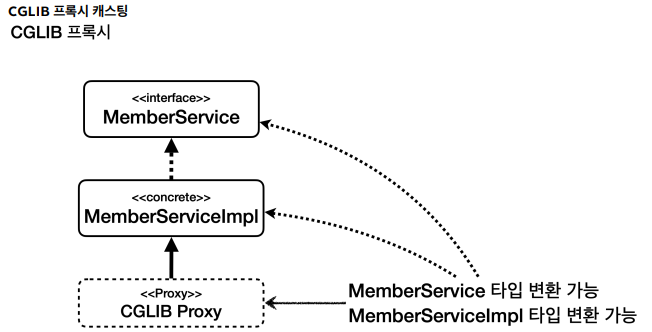 CGLIB 프록시 캐스팅
CGLIB 프록시
<<interface>>
MemberService
<<concrete>>
MemberServiceImpl
<<Proxy>>
CGLIB Proxy
MemberService 타입 변환 가능
MemberServiceImpl 타입 변환 가능